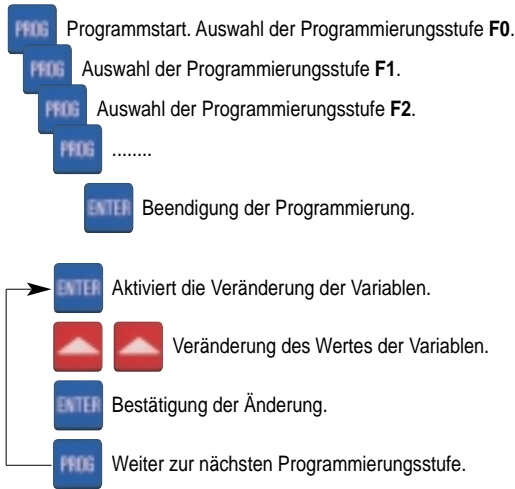 PROG Programmstart. Auswahl der Programmierungsstufe F0.
PROG Auswahl der Programmierungsstufe F1.
PROG Auswahl der Programmierungsstufe F2.
PROG ........
ENTER Beendigung der Programmierung.
ENTER Aktiviert die Veränderung der Variablen.
Veränderung des Wertes der Variablen.
ENTER Bestätigung der Änderung.
PROG Weiter zur nächsten Programmierungsstufe.